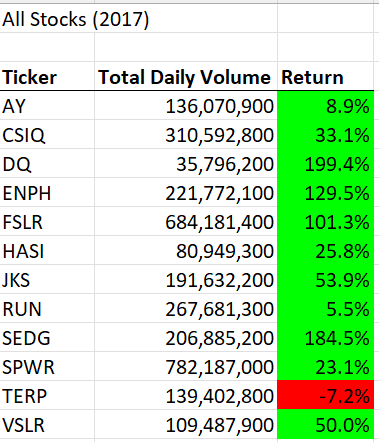 All Stocks (2017)
Ticker Total Daily Volume Return
AY 136,070,900 8.9%
CSIQ 310,592,800 33.1%
DQ 35,796,200 199.4%
ENPH 221,772,100 129.5%
FSLR 684,181,400 101.3%
HASI 80,949,300 25.8%
JKS 191,632,200 53.9%
RUN 267,681,300 5.5%
SEDG 206,885,200 184.5%
SPWR 782,187,000 23.1%
TERP 139,402,800 -7.2%
VSLR 109,487,900 50.0%